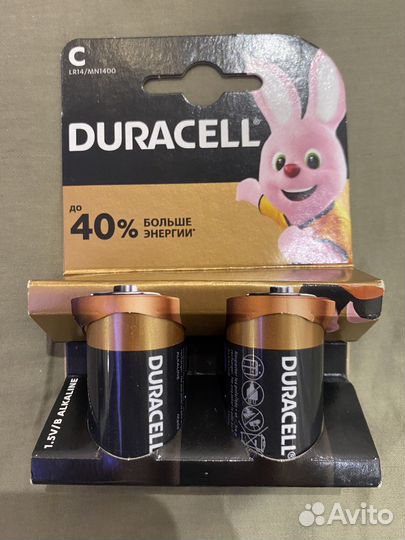 C
LR14/MN1400
DURACELL®
до
40% БОЛЬШЕ
ЭНЕРГИИ*
DURACELL
DURACELL
1.5V/В ALKALINE
Avito